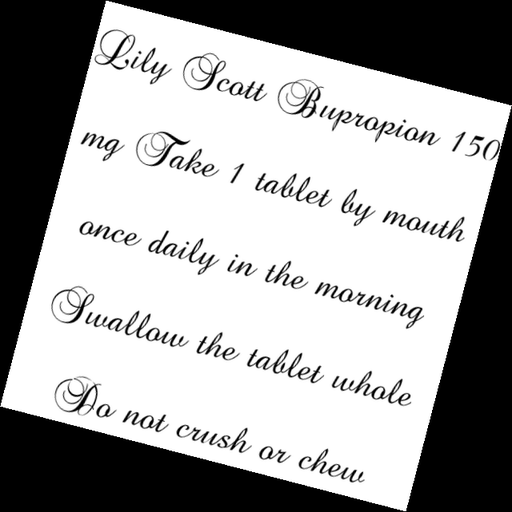 Lily Scott Bupropion 150
mg Take 1 tablet by mouth
once daily in the morning
Swallow the tablet whole
Do not crush or chew